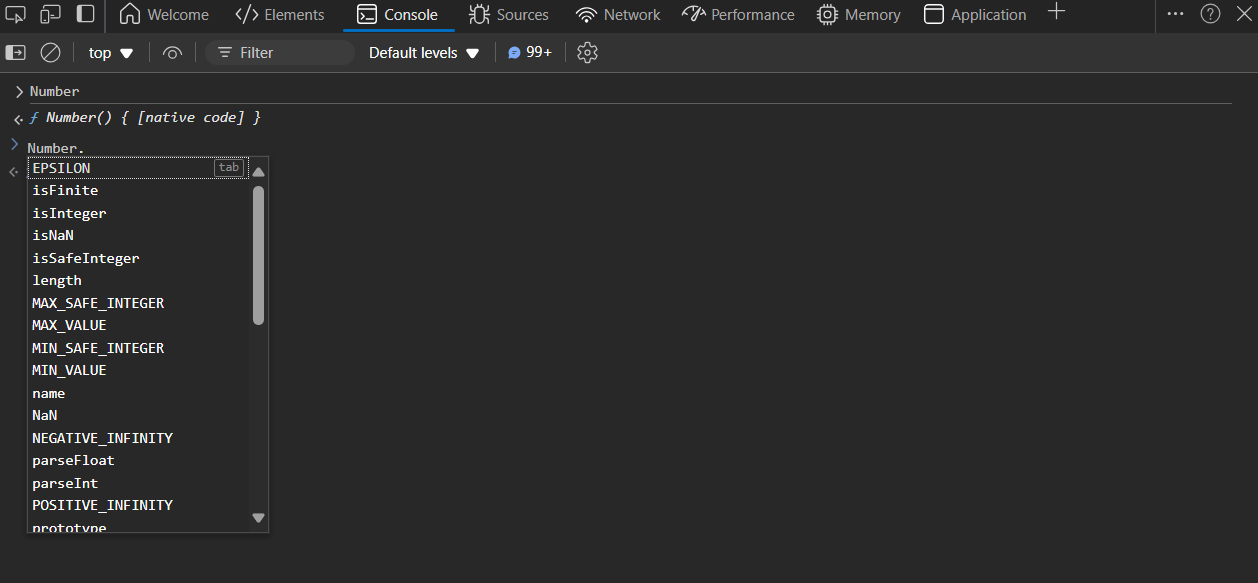 Welcome Elements Console Sources Network Performance Memory Application
top Filter Default levels 99+
> Number
ƒ Number() { [native code] }
> Number.
EPSILON tab
isFinite
isInteger
isNaN
isSafeInteger
length
MAX_SAFE_INTEGER
MAX_VALUE
MIN_SAFE_INTEGER
MIN_VALUE
name
NaN
NEGATIVE_INFINITY
parseFloat
parseInt
POSITIVE_INFINITY
prototype